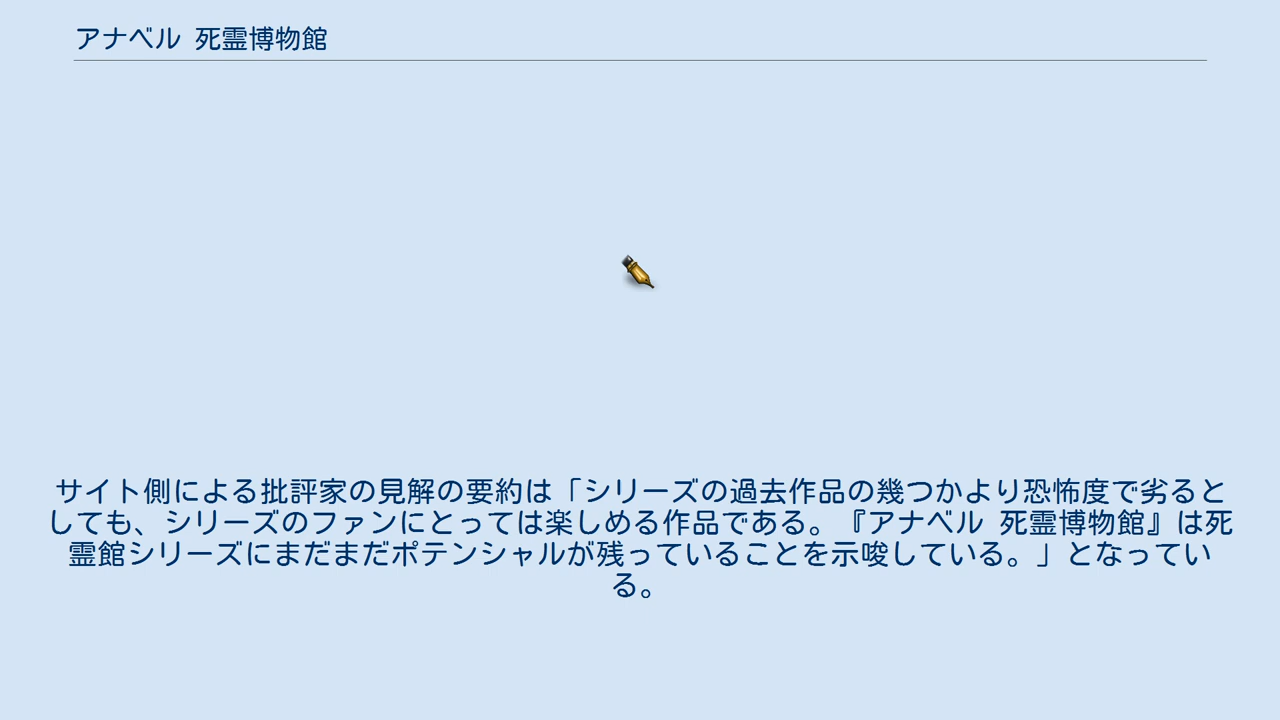 アナベル 死霊博物館
サイト側による批評家の見解の要約は「シリーズの過去作品の幾つかより恐怖度で劣ると
しても、シリーズのファンにとっては楽しめる作品である。『アナベル 死霊博物館』は死
霊館シリーズにまだまだポテンシャルが残っていることを示唆している。」となってい
る。